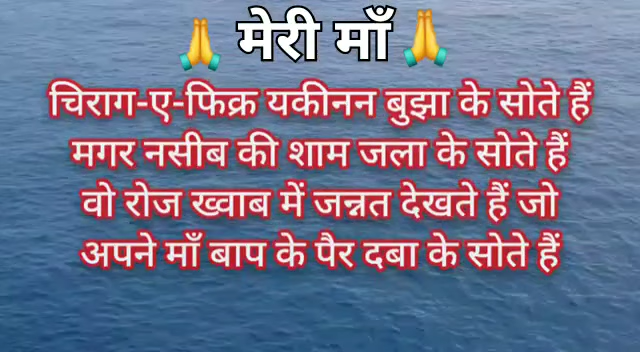 🙏 मेरी माँ 🙏
चिराग-ए-फिक्र यकीनन बुझा के सोते हैं
मगर नसीब की शाम जला के सोते हैं
वो रोज ख्वाब में जन्नत देखते हैं जो
अपने माँ बाप के पैर दबा के सोते हैं